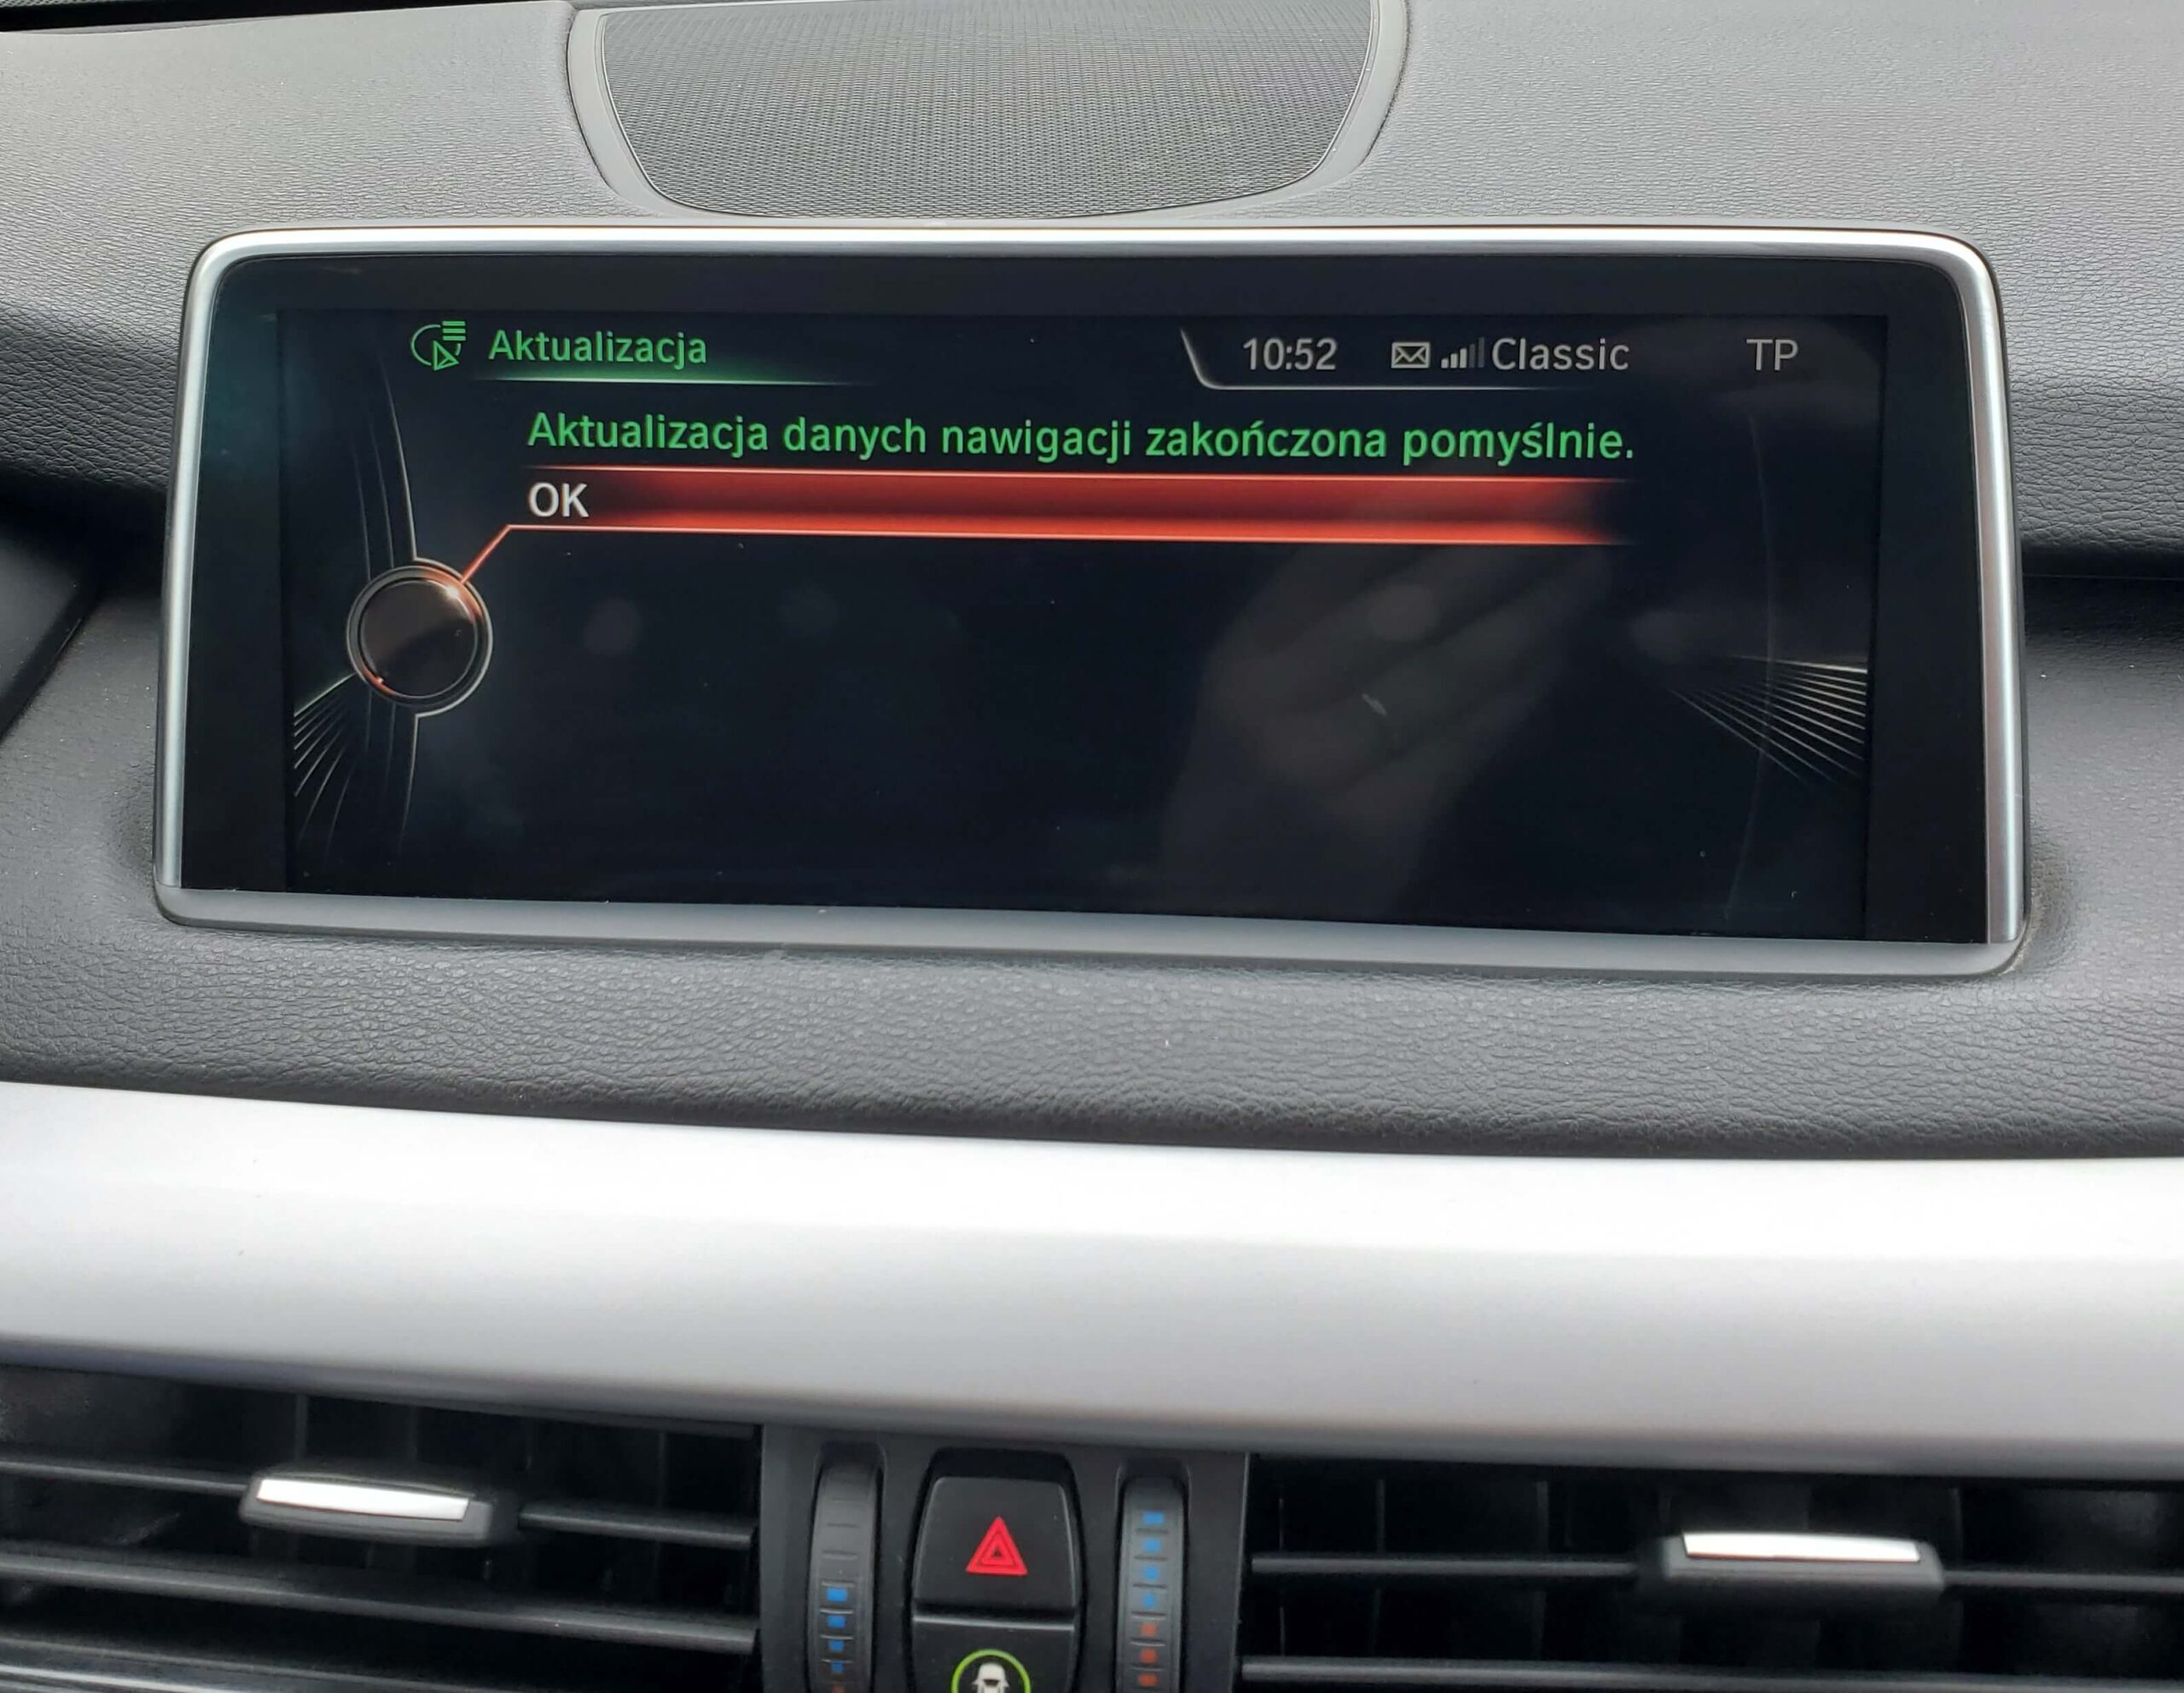 Aktualizacja 10:52 Classic TP
Aktualizacja danych nawigacji zakończona pomyślnie.
OK